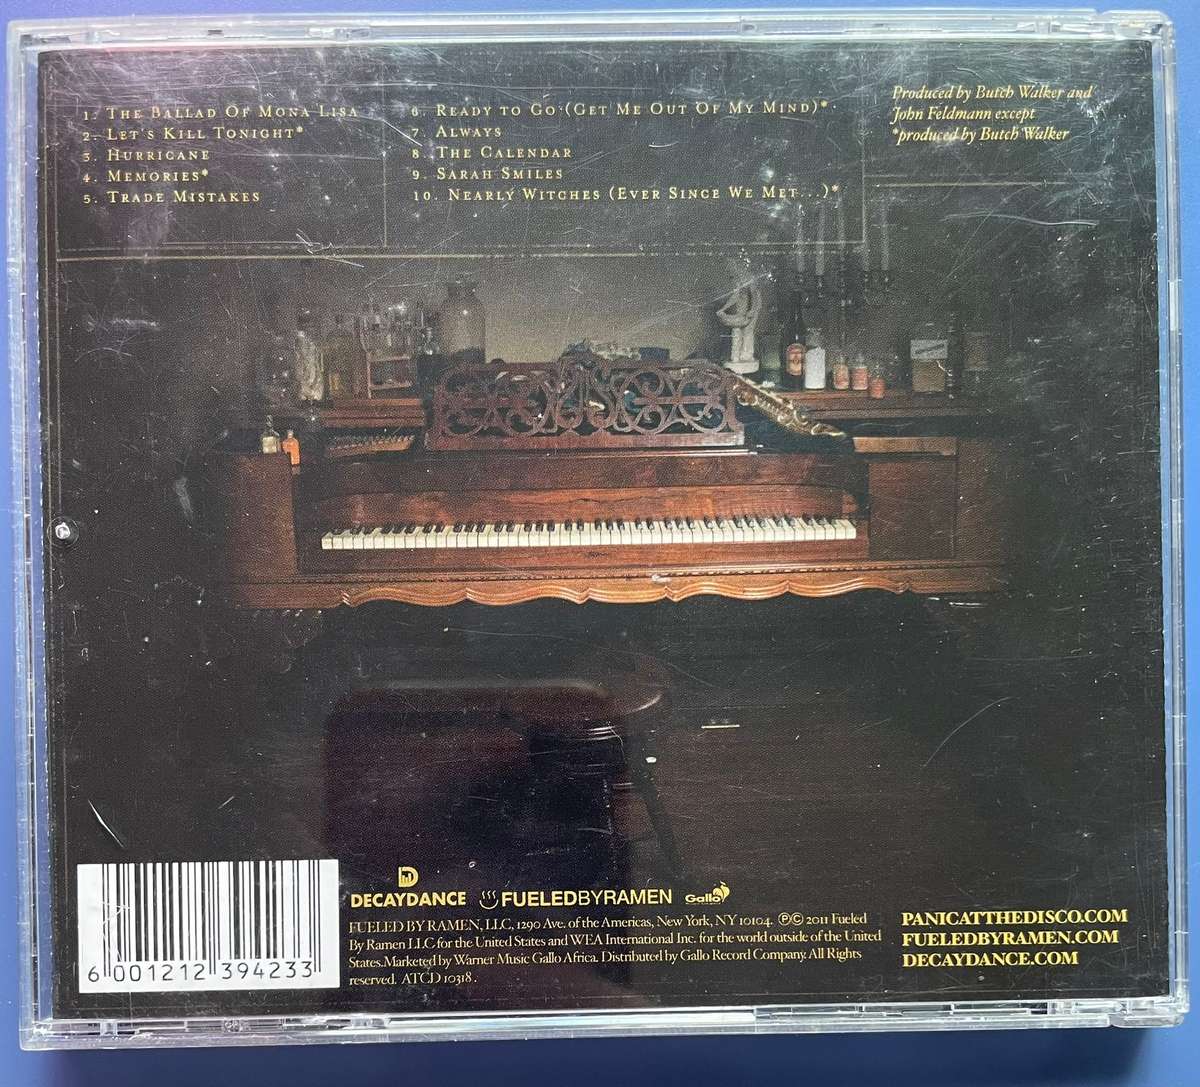 1. The Ballad Of Mona Lisa
2. Let's Kill Tonight*
3. Hurricane
4. Memories*
5. Trade Mistakes
6. Ready to Go (Get Me Out Of My Mind)*
7. Always
8. The Calendar
9. Sarah Smiles
10. Nearly Witches (Ever Since We Met...)*
Produced by Butch Walker and
John Feldmann except
*produced by Butch Walker
6 001212 394233
DECAYDANCE
FUELEDBYRAMEN
Gallo
FUELED BY RAMEN, LLC, 1290 Ave. of the Americas, New York, NY 10104. ℗© 2011 Fueled
By Ramen LLC for the United States and WEA International Inc. for the world outside of the United
States.Marketed by Warner Music Gallo Africa. Distributed by Gallo Record Company. All Rights
reserved. ATCD 10318.
PANICATTHEDISCO.COM
FUELEDBYRAMEN.COM
DECAYDANCE.COM